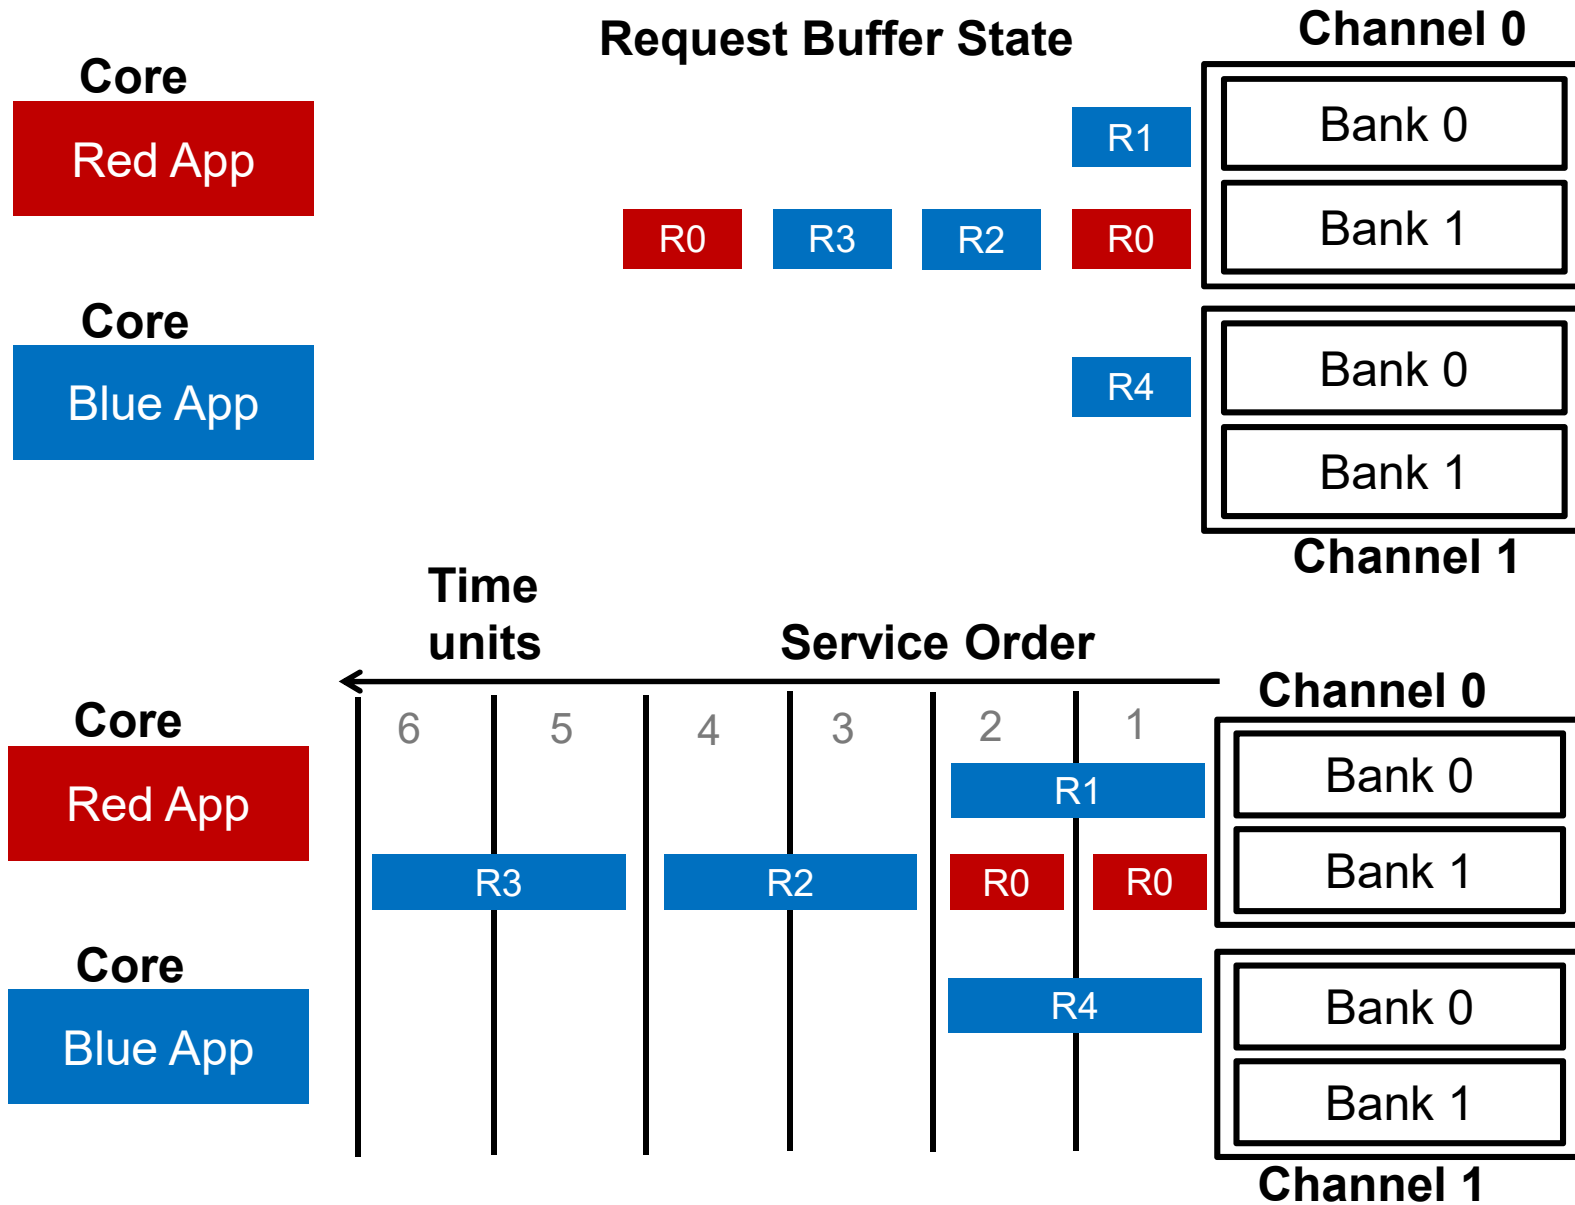 Request Buffer State
Channel 0
Core
Red App
R1
Bank 0
R0 R3 R2 R0
Bank 1
Core
Blue App
R4
Bank 0
Bank 1
Channel 1
Time
units
Service Order
Channel 0
Core
Red App
6 5 4 3 2 1
R1
Bank 0
R3 R2 R0 R0
Bank 1
Core
Blue App
R4
Bank 0
Bank 1
Channel 1